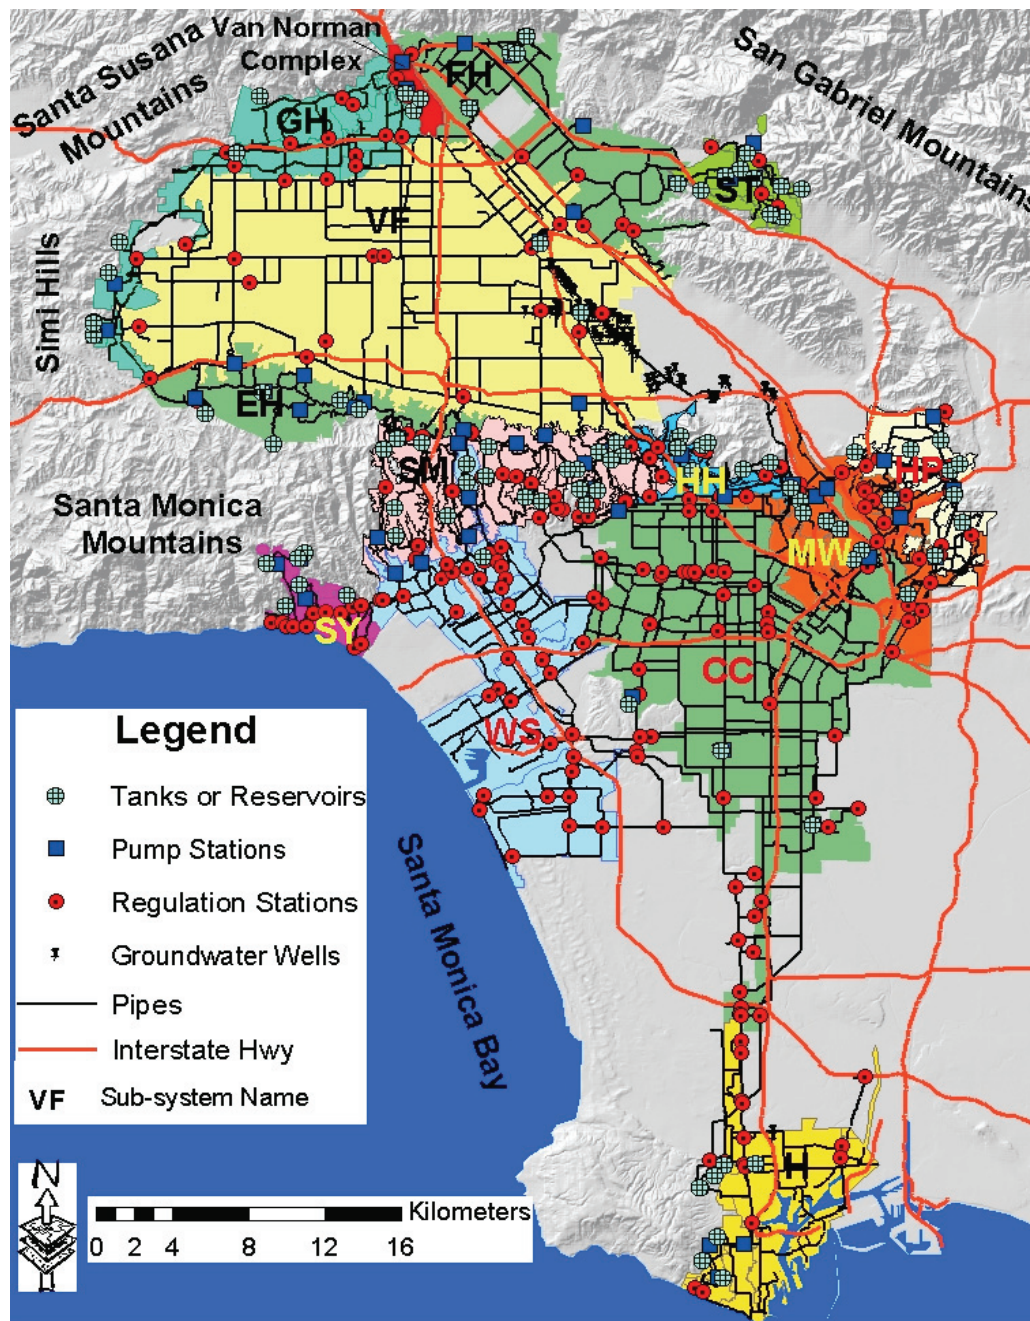 Santa Susana
Mountains
Van Norman
Complex
San Gabriel Mountains
FH
GH
ST
VF
Simi Hills
EH
SM
HH
HP
Santa Monica
Mountains
MW
SY
CC
WS
Legend
Tanks or Reservoirs
Pump Stations
Regulation Stations
Groundwater Wells
Pipes
Interstate Hwy
VF Sub-system Name
Santa Monica Bay
H
N
Kilometers
0 2 4 8 12 16